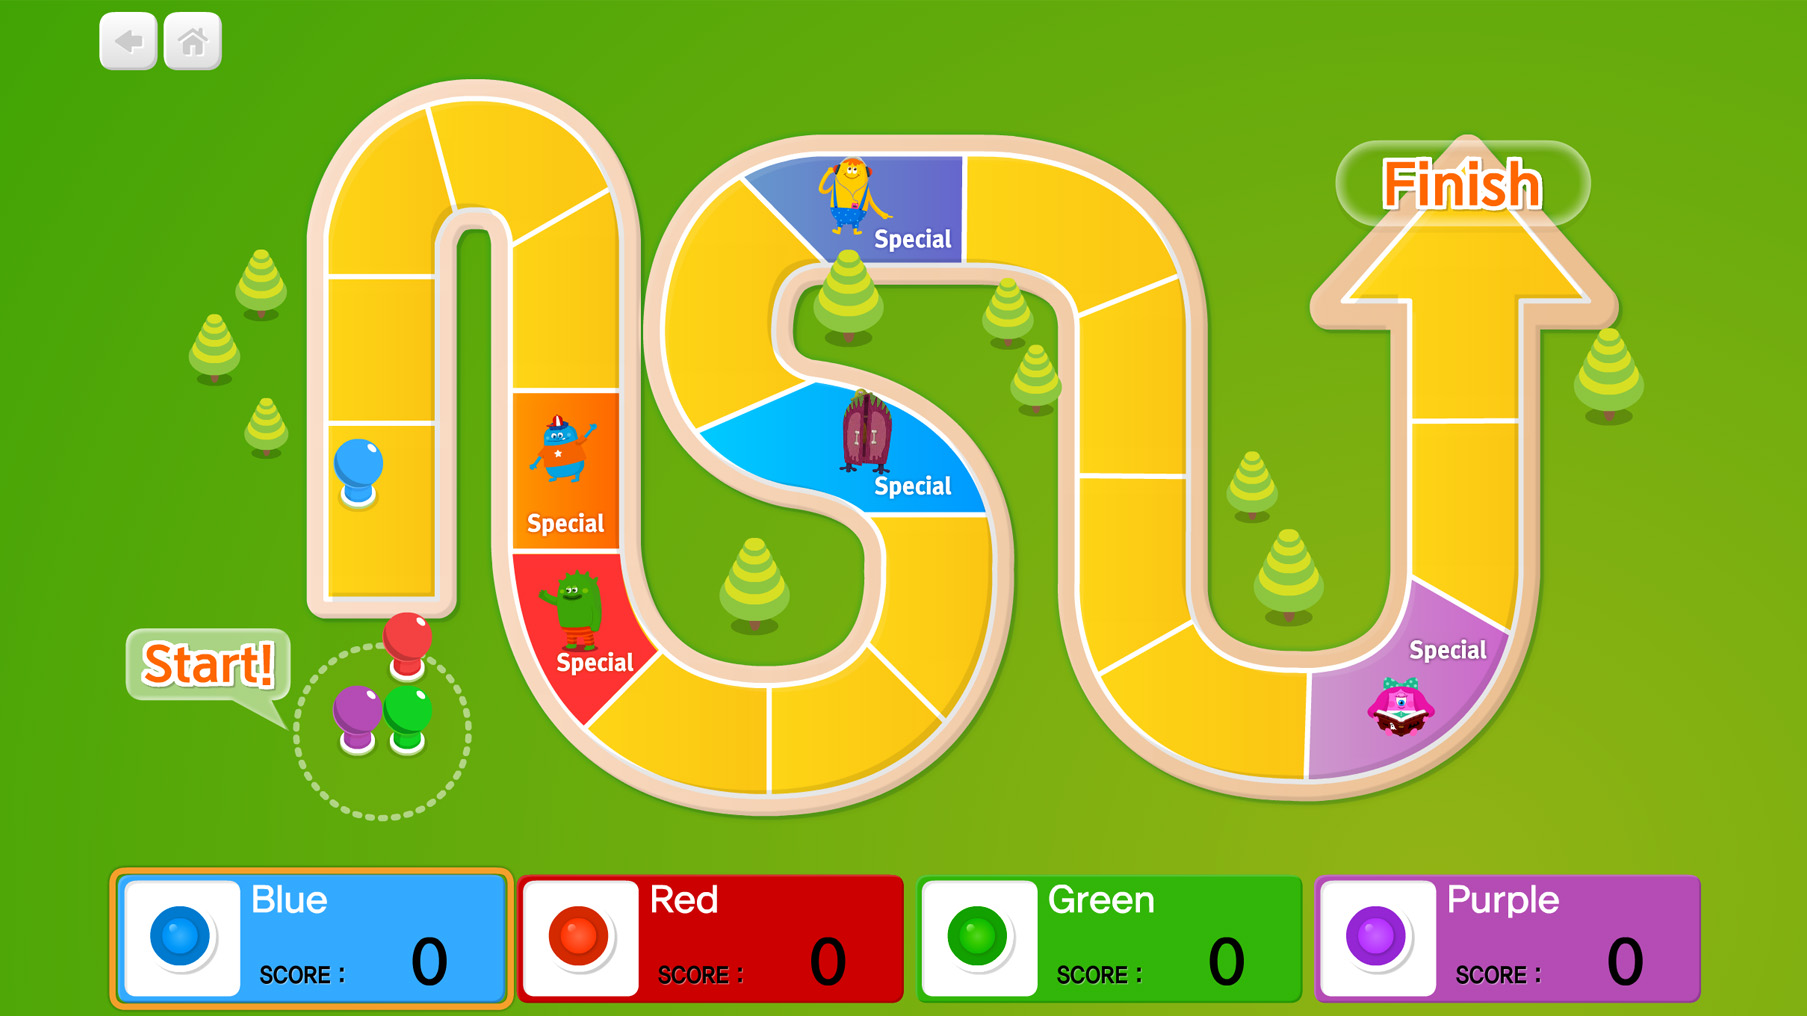 Finish
Special
Special
Special
Special
Special
Start!
Blue
SCORE : 0
Red
SCORE : 0
Green
SCORE : 0
Purple
SCORE : 0